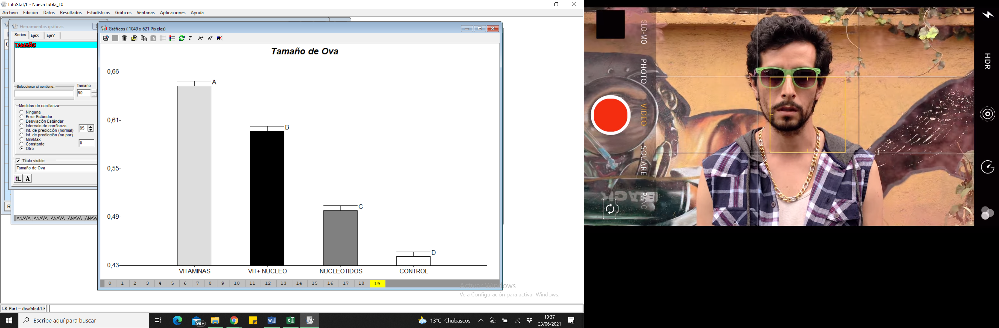 InfoStat/L - Nueva tabla_10
Archivo Edición Datos Resultados Estadísticas Gráficos Ventanas Aplicaciones Ayuda
Herramientas gráficas
Series EjeX EjeY
TAMAÑO
Seleccionar si contiene..
Tamaño
90
Medidas de confianza
Ninguna
Error Estándar
Desviación Estándar
Intervalo de confianza
Int. de predicción (normal)
Int. de predicción (no par)
Min/Max
Constante
Otro
95
0
Título visible
Tamaño de Ova
L A
ANAVA ANAVA ANAVA ANAVA ANAVA
Gráficos ( 1049 x 621 Pixeles)
Tamaño de Ova
0,66
0,61
0,55
0,49
0,43
A
B
C
D
VITAMINAS VIT+ NUCLEO NUCLEOTIDOS CONTROL
0 1 2 3 4 5 6 7 8 9 10 11 12 13 14 15 16 17 18 19
Activar Windows
Ve a Configuración para activar Windows.
J-R Port = disabled/LF
Escribe aquí para buscar
99+
13°C Chubascos
19:37
23/06/2021
SLO-MO
PHOTO
VIDEO
SQUARE
PANO
HDR